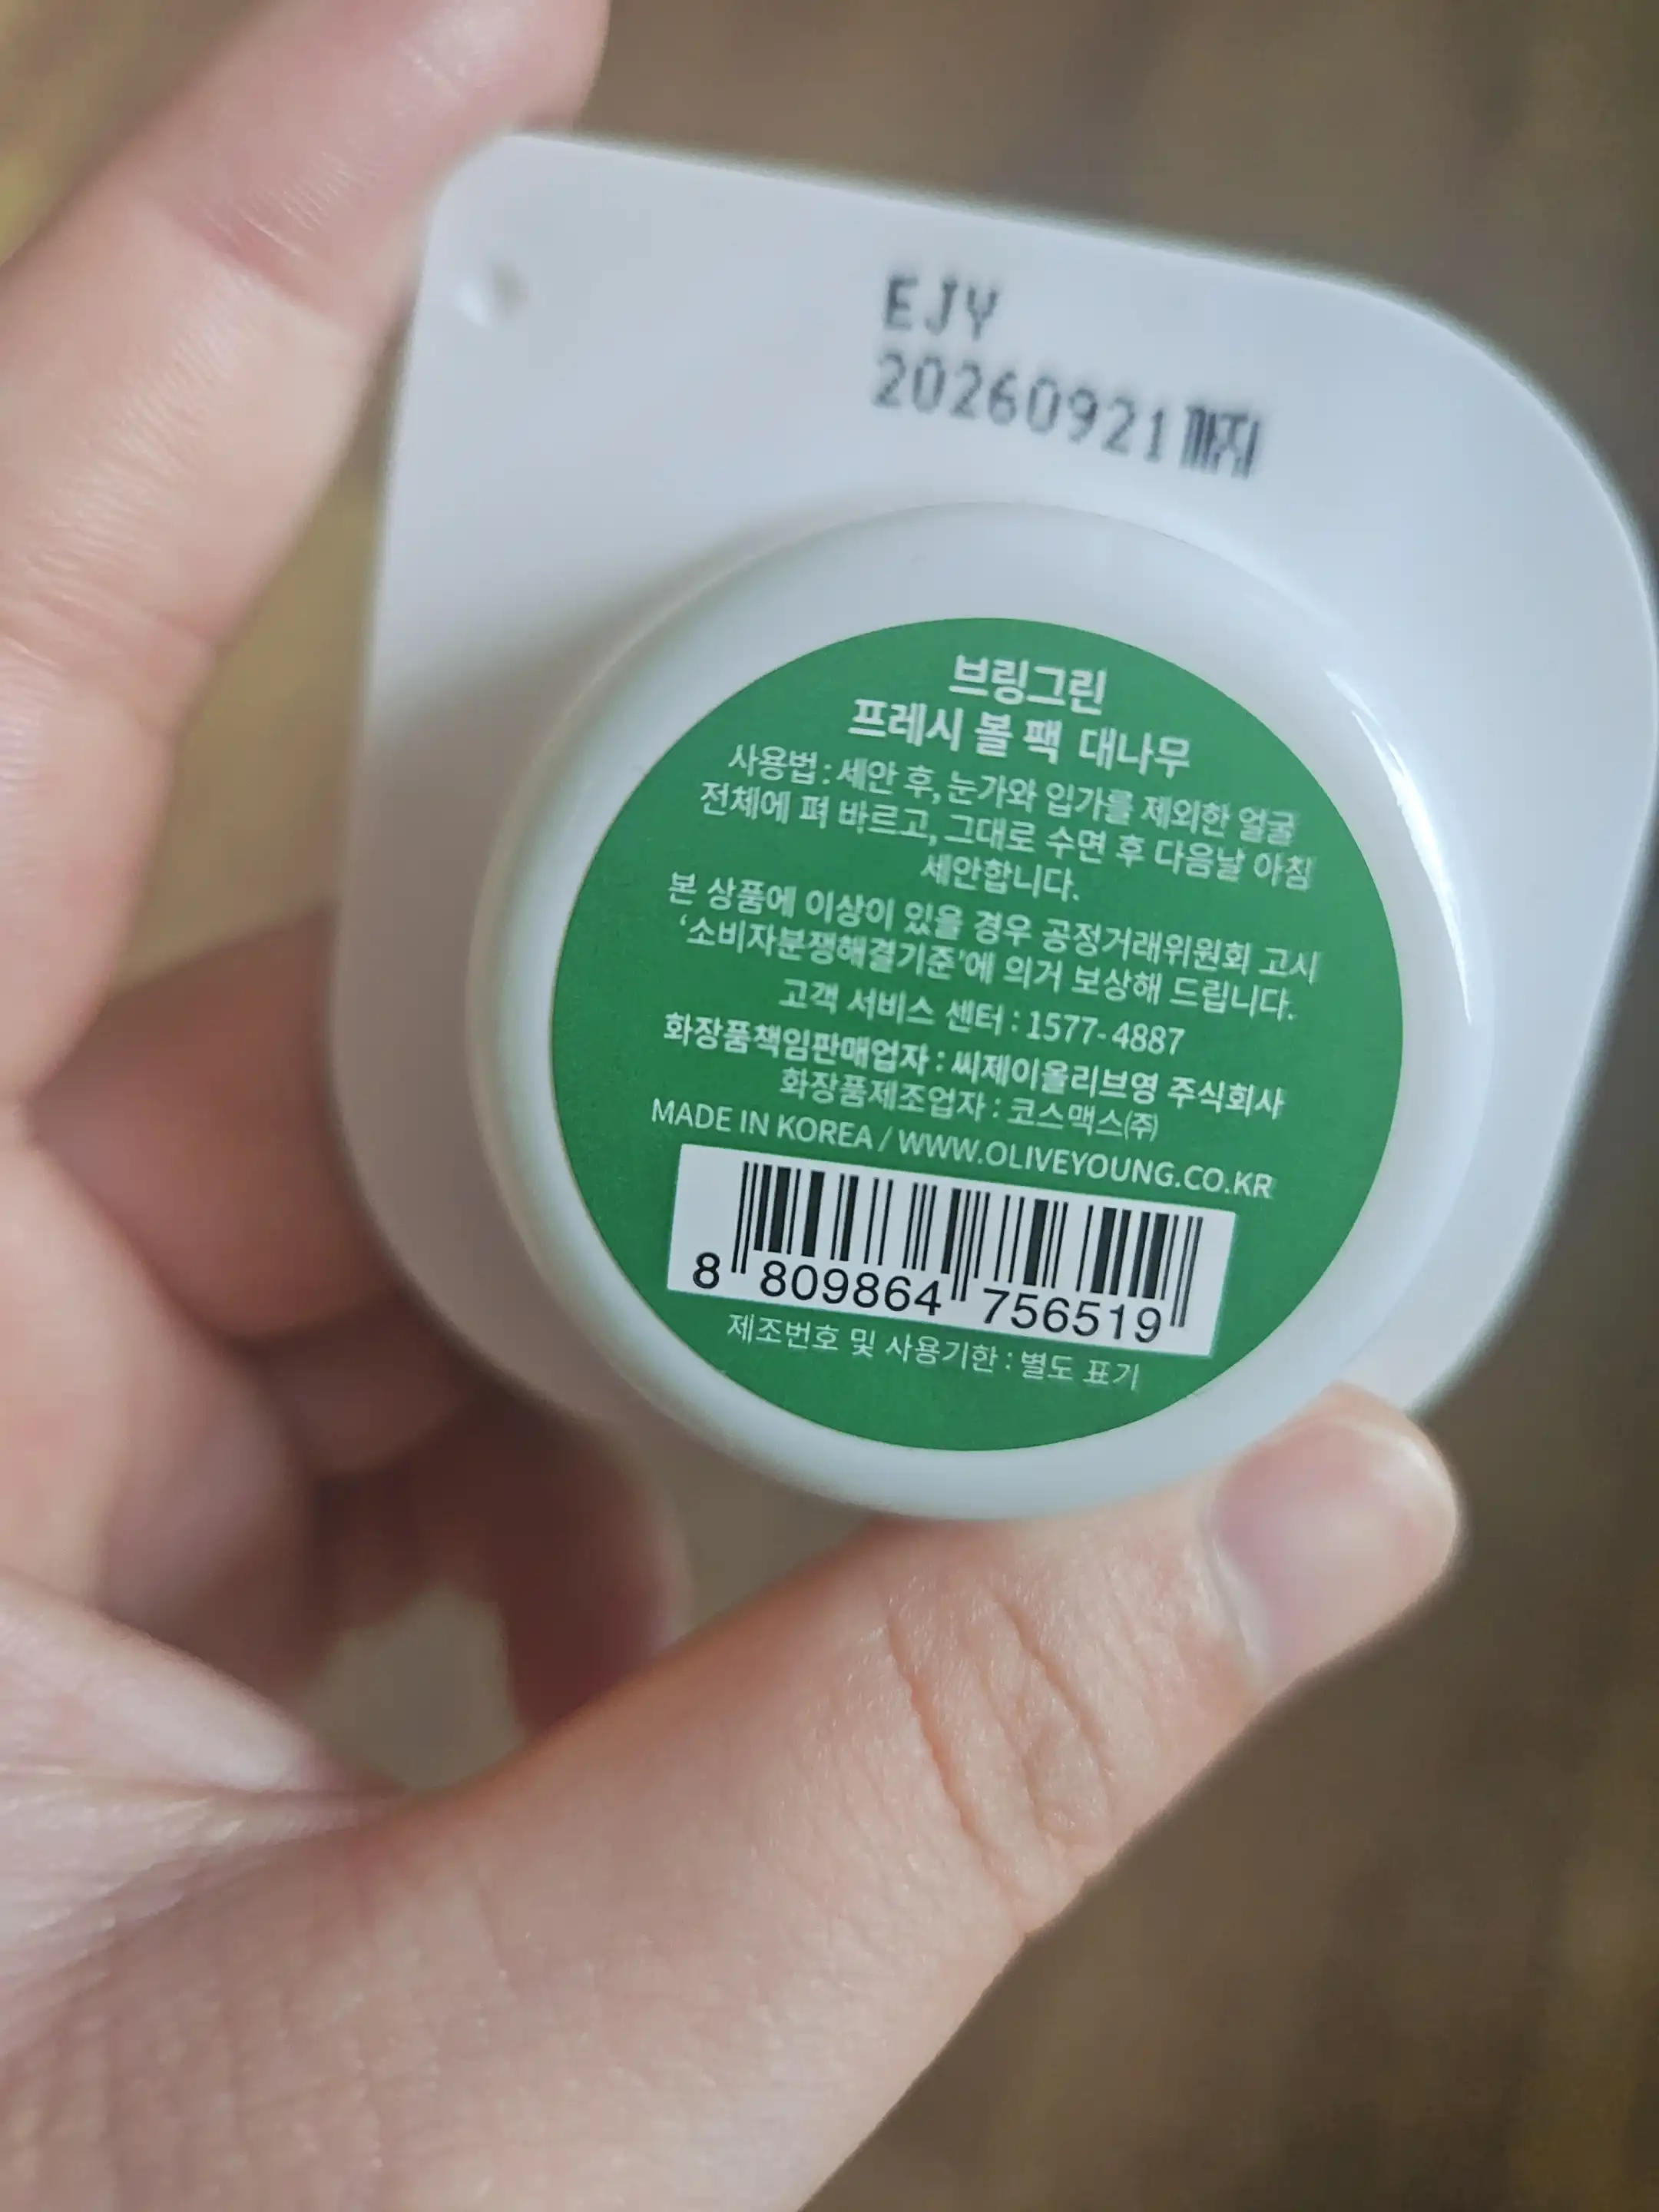 EJY
20260921까지
브링그린
프레시 볼 팩 대나무
사용법 : 세안 후, 눈가와 입가를 제외한 얼굴
전체에 펴 바르고, 그대로 수면 후 다음날 아침
세안합니다.
본 상품에 이상이 있을 경우 공정거래위원회 고시
‘소비자분쟁해결기준’에 의거 보상해 드립니다.
고객 서비스 센터 : 1577-4887
화장품책임판매업자 : 씨제이올리브영 주식회사
화장품제조업자 : 코스맥스㈜
MADE IN KOREA / WWW.OLIVEYOUNG.CO.KR
8 809864 756519
제조번호 및 사용기한 : 별도 표기